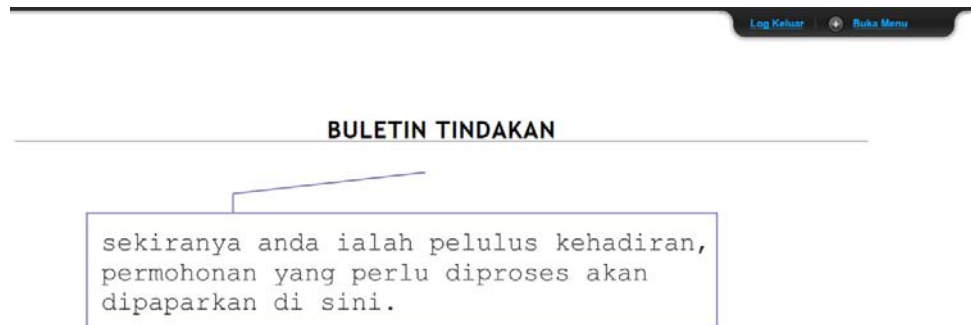 Log Keluar Buka Menu
BULETIN TINDAKAN
sekiranya anda ialah pelulus kehadiran,
permohonan yang perlu diproses akan
dipaparkan di sini.